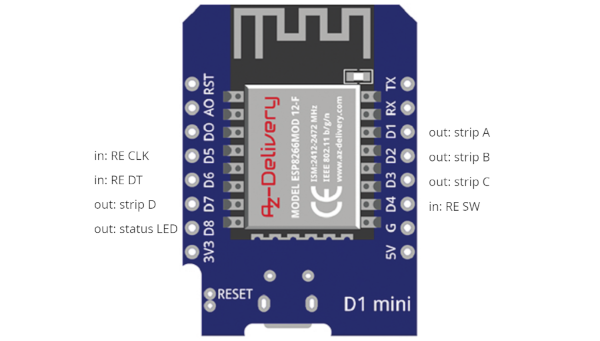 RST
AO
DO
D5
D6
D7
D8
3V3
TX
RX
D1
D2
D3
D4
G
5V
in: RE CLK
in: RE DT
out: strip D
out: status LED
out: strip A
out: strip B
out: strip C
in: RE SW
AZ-Delivery
MODEL ESP8266MOD 12-F
ISM:2412-2472 MHz
IEEE 802.11 b/g/n
www.az-delivery.com
CE
RESET
D1 mini